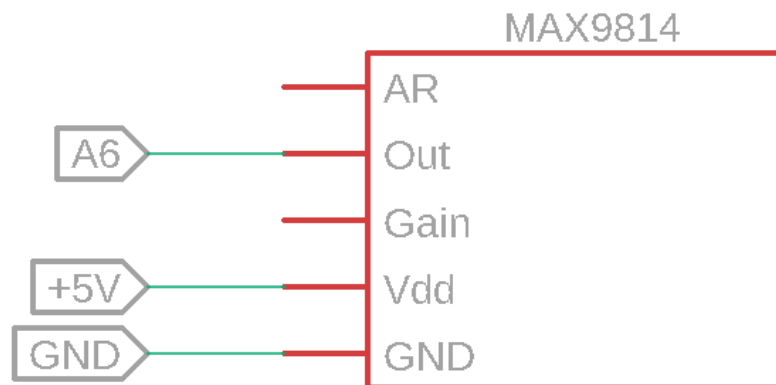 MAX9814
AR
A6 Out
Gain
+5V Vdd
GND GND